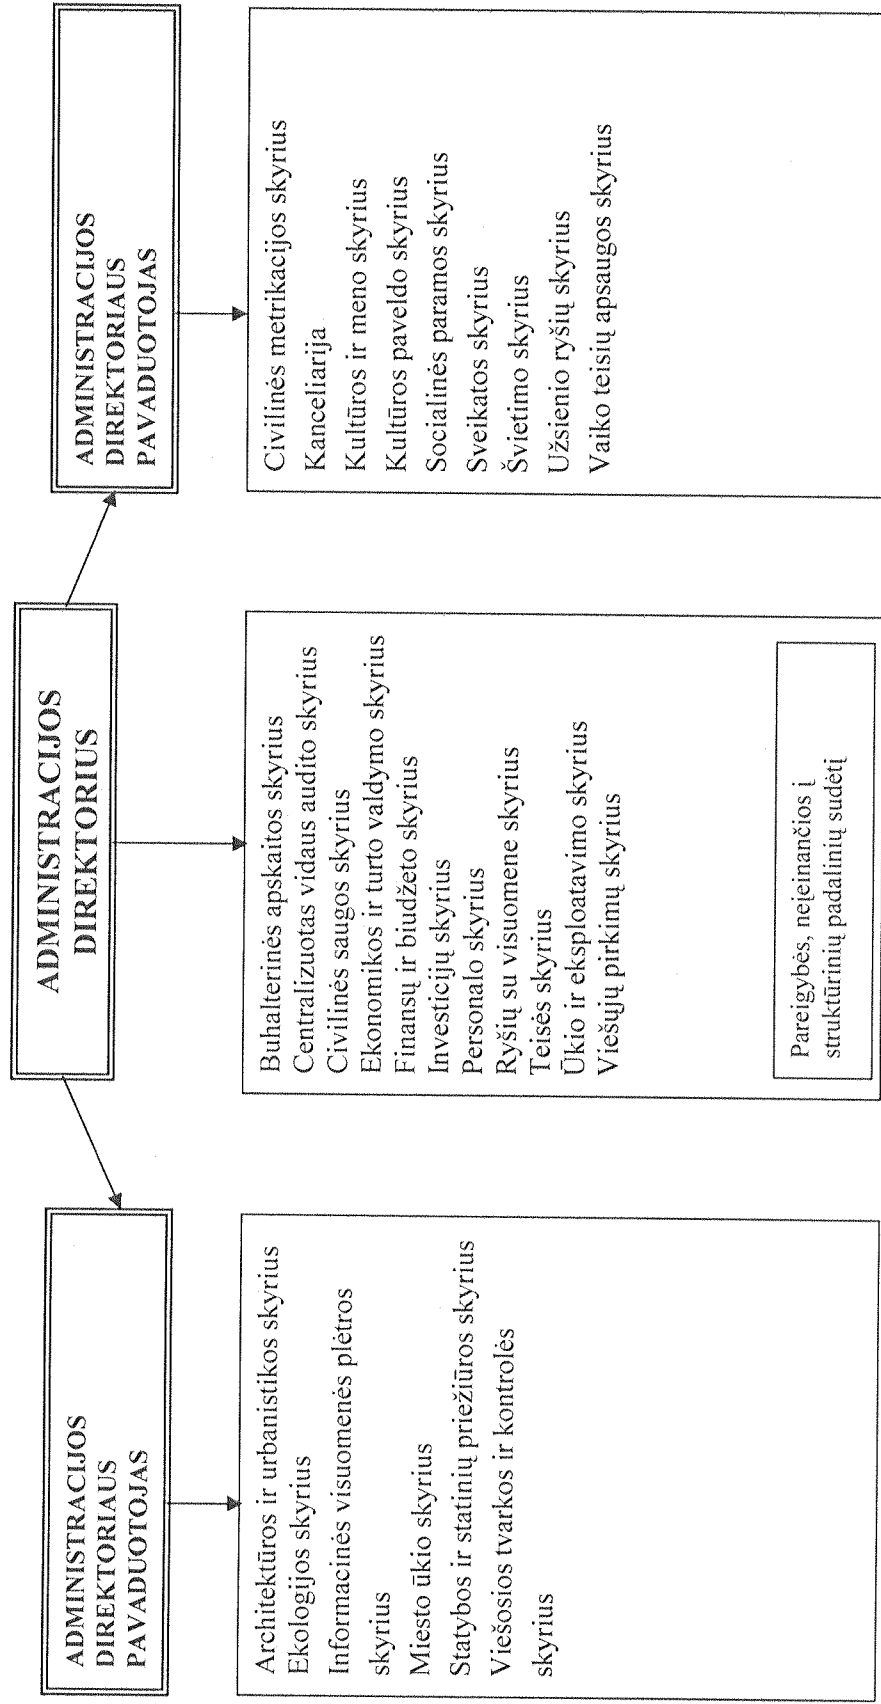 ADMINISTRACIJOS
DIREKTORIUS
ADMINISTRACIJOS
DIREKTORIAUS
PAVADUOTOJAS
Architektūros ir urbanistikos skyrius
Ekologijos skyrius
Informacinės visuomenės plėtros
skyrius
Miesto ūkio skyrius
Statybos ir statinių priežiūros skyrius
Viešosios tvarkos ir kontrolės
skyrius
Buhalterinės apskaitos skyrius
Centralizuotas vidaus audito skyrius
Civilinės saugos skyrius
Ekonomikos ir turto valdymo skyrius
Finansų ir biudžeto skyrius
Investicijų skyrius
Personalo skyrius
Ryšių su visuomene skyrius
Teisės skyrius
Ūkio ir eksploatavimo skyrius
Viešųjų pirkimų skyrius
Pareigybės, neįeinančios į
struktūrinių padalinių sudėtį
ADMINISTRACIJOS
DIREKTORIAUS
PAVADUOTOJAS
Civilinės metrikacijos skyrius
Kanceliarija
Kultūros ir meno skyrius
Kultūros paveldo skyrius
Socialinės paramos skyrius
Sveikatos skyrius
Švietimo skyrius
Užsienio ryšių skyrius
Vaiko teisių apsaugos skyrius